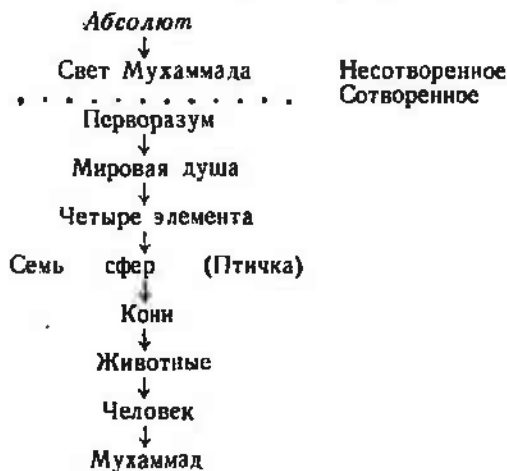 Абсолют
Свет Мухаммада Несотворенное
Сотворенное
Перворазум
Мировая душа
Четыре элемента
Семь сфер (Птичка)
Кони
Животные
Человек
Мухаммад